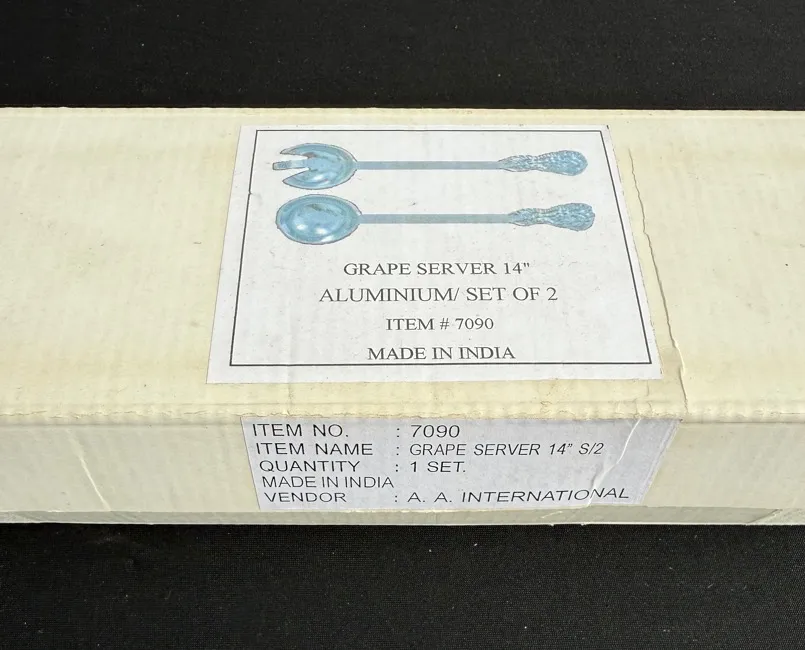 GRAPE SERVER 14"
ALUMINIUM/ SET OF 2
ITEM # 7090
MADE IN INDIA
ITEM NO. : 7090
ITEM NAME : GRAPE SERVER 14" S/2
QUANTITY : 1 SET.
MADE IN INDIA
VENDOR : A. A. INTERNATIONAL